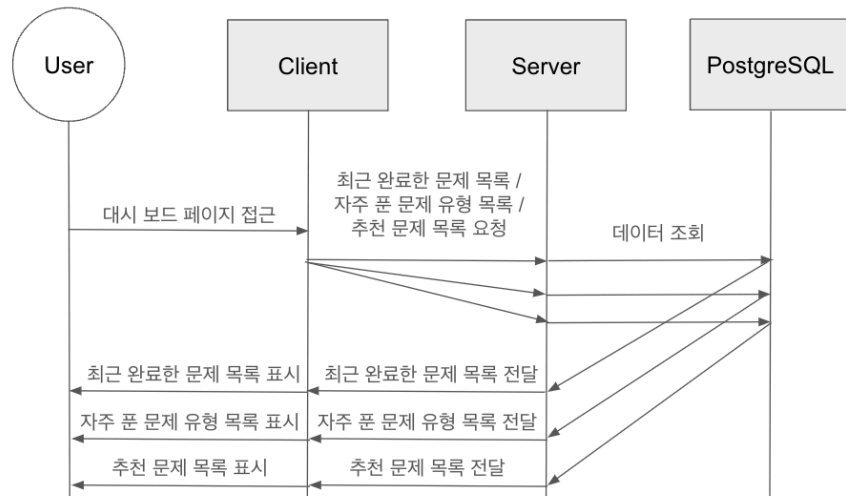 User
Client
Server
PostgreSQL
대시 보드 페이지 접근
최근 완료한 문제 목록 /
자주 푼 문제 유형 목록 /
추천 문제 목록 요청
데이터 조회
최근 완료한 문제 목록 표시
최근 완료한 문제 목록 전달
자주 푼 문제 유형 목록 표시
자주 푼 문제 유형 목록 전달
추천 문제 목록 표시
추천 문제 목록 전달